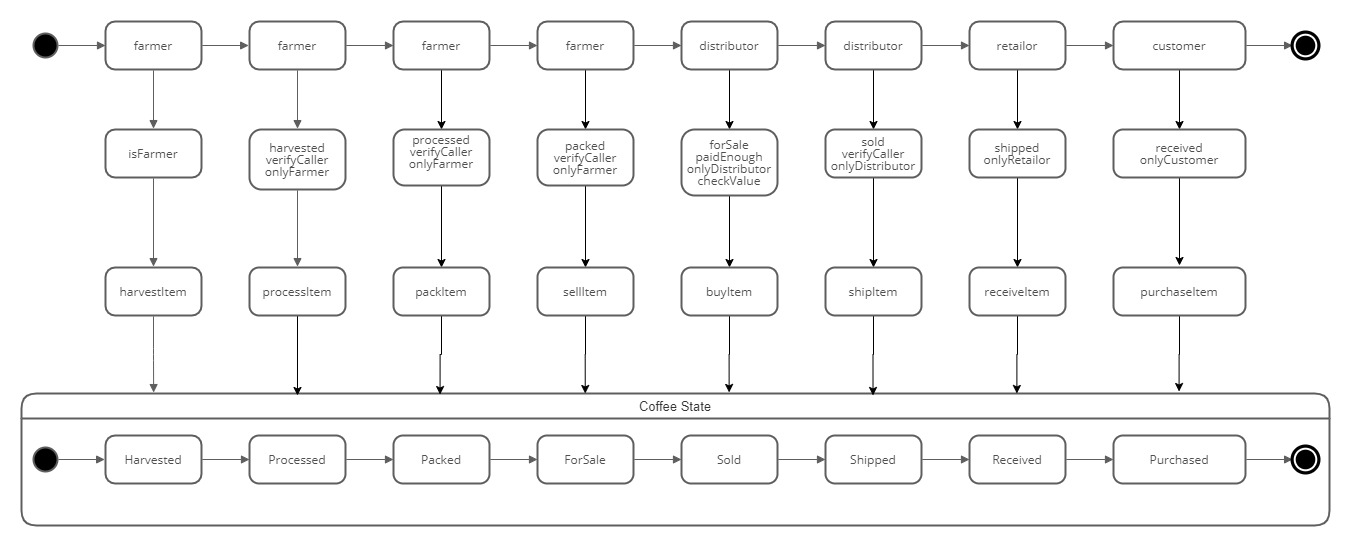 farmer
farmer
farmer
farmer
distributor
distributor
retailor
customer
isFarmer
harvested
verifyCaller
onlyFarmer
processed
verifyCaller
onlyFarmer
packed
verifyCaller
onlyFarmer
forSale
paidEnough
onlyDistributor
checkValue
sold
verifyCaller
onlyDistributor
shipped
onlyRetailor
received
onlyCustomer
harvestItem
processItem
packItem
sellItem
buyItem
shipItem
receiveItem
purchaseItem
Coffee State
Harvested
Processed
Packed
ForSale
Sold
Shipped
Received
Purchased